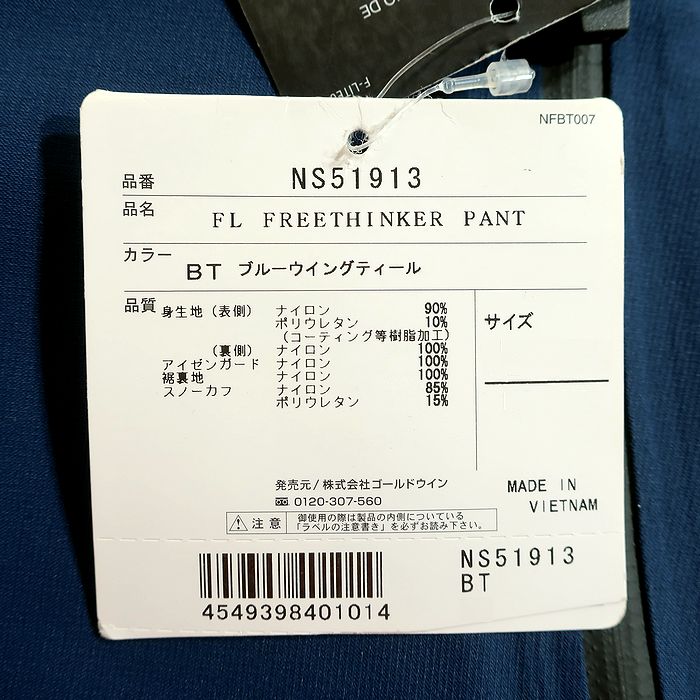 O DE
F-LITE
NFBT007
品番 NS51913
品名 FL FREETHINKER PANT
カラー BT ブルーウイングティール
品質 身生地（表側） ナイロン 90%
ポリウレタン 10%
（コーティング等樹脂加工）
（裏側） ナイロン 100%
アイゼンガード ナイロン 100%
裾裏地 ナイロン 100%
スノーカフ ナイロン 85%
ポリウレタン 15%
サイズ
発売元/株式会社ゴールドウイン
0120-307-560
MADE IN
VIETNAM
注意 御使用の際は製品の内側についている
「ラベルの注意書き」を必ずお読み下さい。
NS51913
BT
4549398401014